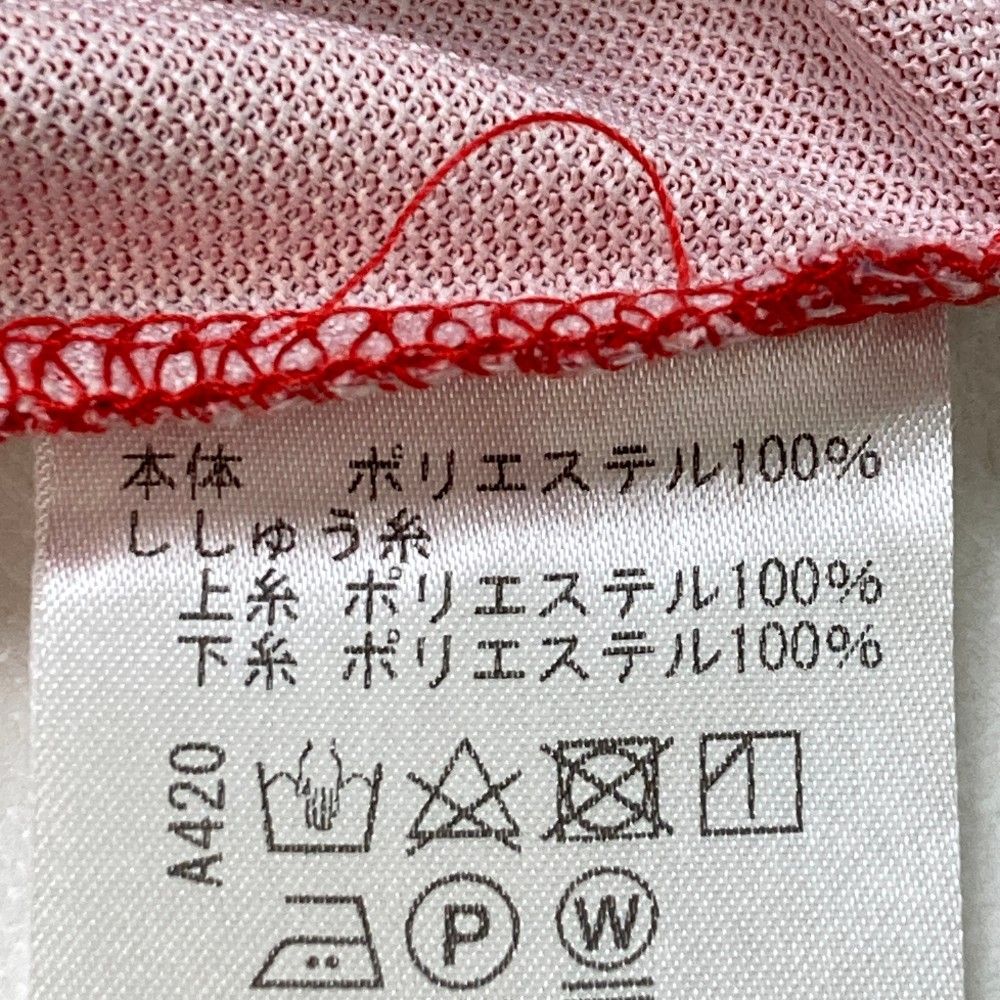 本体　　ポリエステル100%
ししゅう糸
上糸 ポリエステル100%
下糸 ポリエステル100%
A420
P W